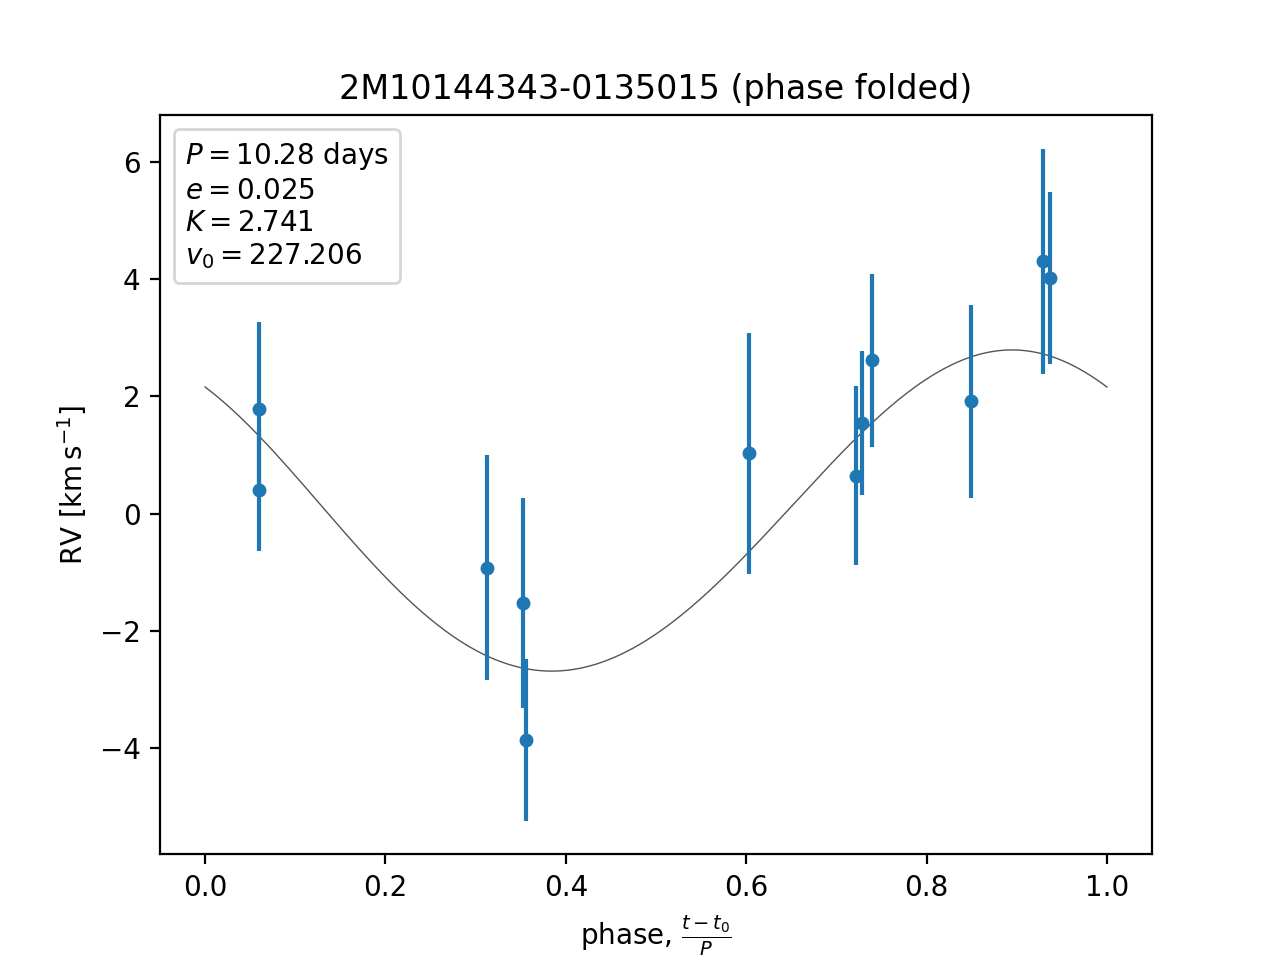 2M10144343-0135015 (phase folded)
P = 10.28 days
e = 0.025
K = 2.741
v₀ = 227.206
6
4
2
0
−2
−4
RV [km s⁻¹]
0.0 0.2 0.4 0.6 0.8 1.0
phase, (t − t₀)/P